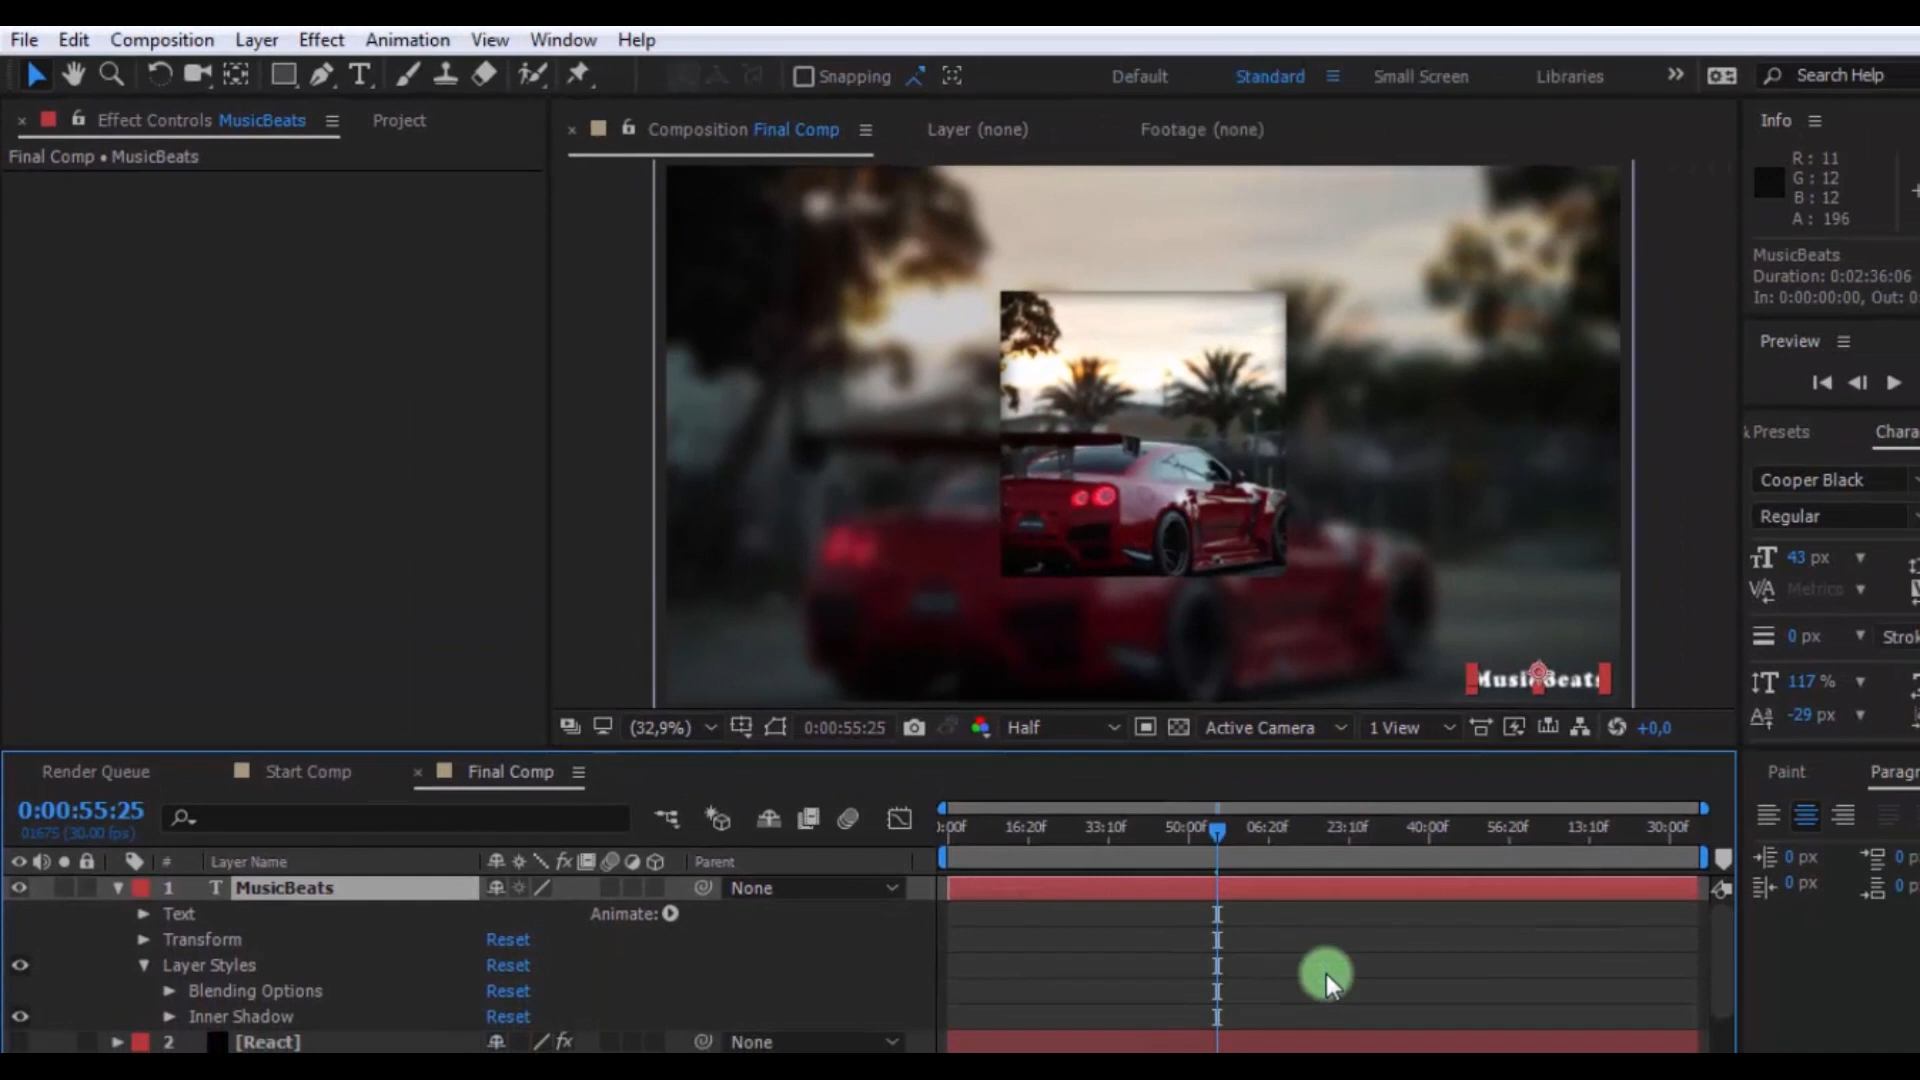 File Edit Composition Layer Effect Animation View Window Help
Snapping Default Standard Small Screen Libraries Search Help
Effect Controls MusicBeats Project
Final Comp • MusicBeats
Composition Final Comp Layer (none) Footage (none)
MusicBeats
(32,9%) 0:00:55:25 Half Active Camera 1 View +0,0
Info
R: 11
G: 12
B: 12
A: 196
MusicBeats
Duration: 0:02:36:06
In: 0:00:00:00, Out: 0:
Preview
& Presets Chara
Cooper Black
Regular
43 px
Metrics
0 px Strok
117 %
-29 px
Paint Paragr
0 px 0 p
0 px 0 p
Render Queue Start Comp Final Comp
0:00:55:25
01675 (30.00 fps)
):00f 16:20f 33:10f 50:00f 06:20f 23:10f 40:00f 56:20f 13:10f 30:00f
# Layer Name Parent
1 T MusicBeats None
Text Animate:
Transform Reset
Layer Styles Reset
Blending Options Reset
Inner Shadow Reset
2 [React] fx None